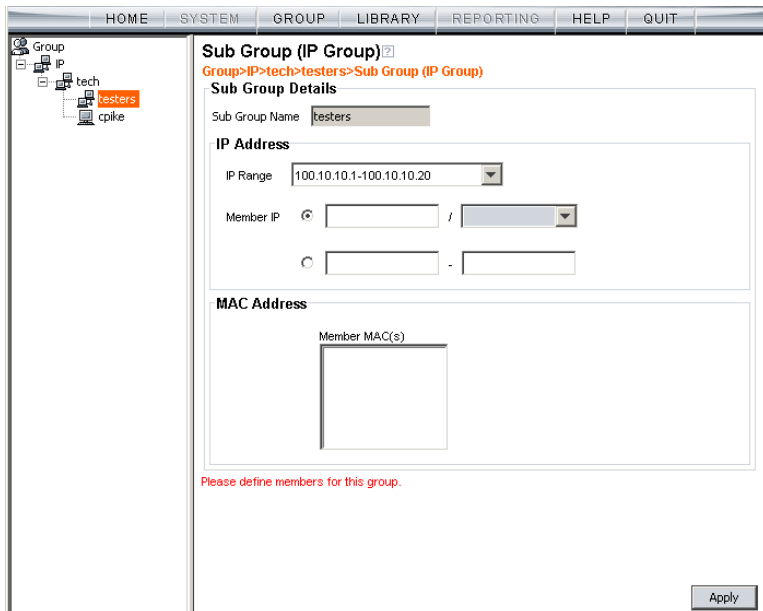 HOME SYSTEM GROUP LIBRARY REPORTING HELP QUIT
Group
IP
tech
testers
cpike
Sub Group (IP Group) ?
Group>IP>tech>testers>Sub Group (IP Group)
Sub Group Details
Sub Group Name testers
IP Address
IP Range 100.10.10.1-100.10.10.20
Member IP /
-
MAC Address
Member MAC(s)
Please define members for this group.
Apply